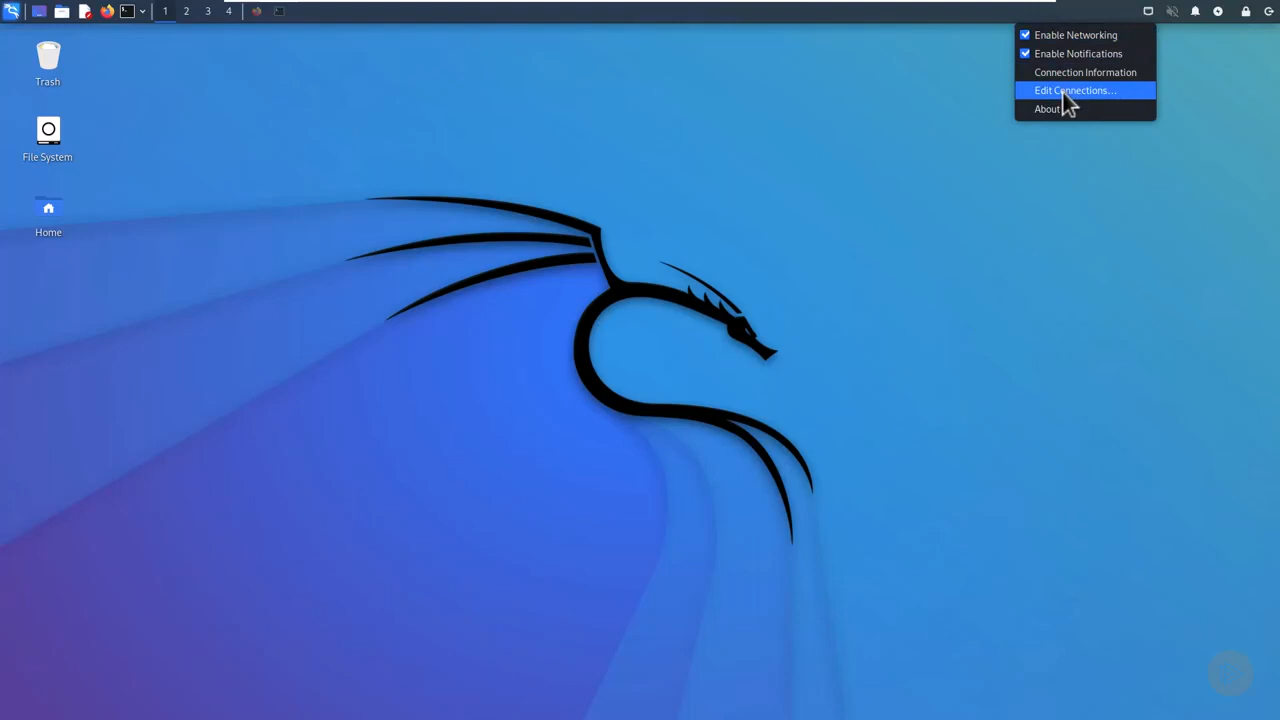 1 2 3 4
Enable Networking
Enable Notifications
Connection Information
Edit Connections...
About
Trash
File System
Home